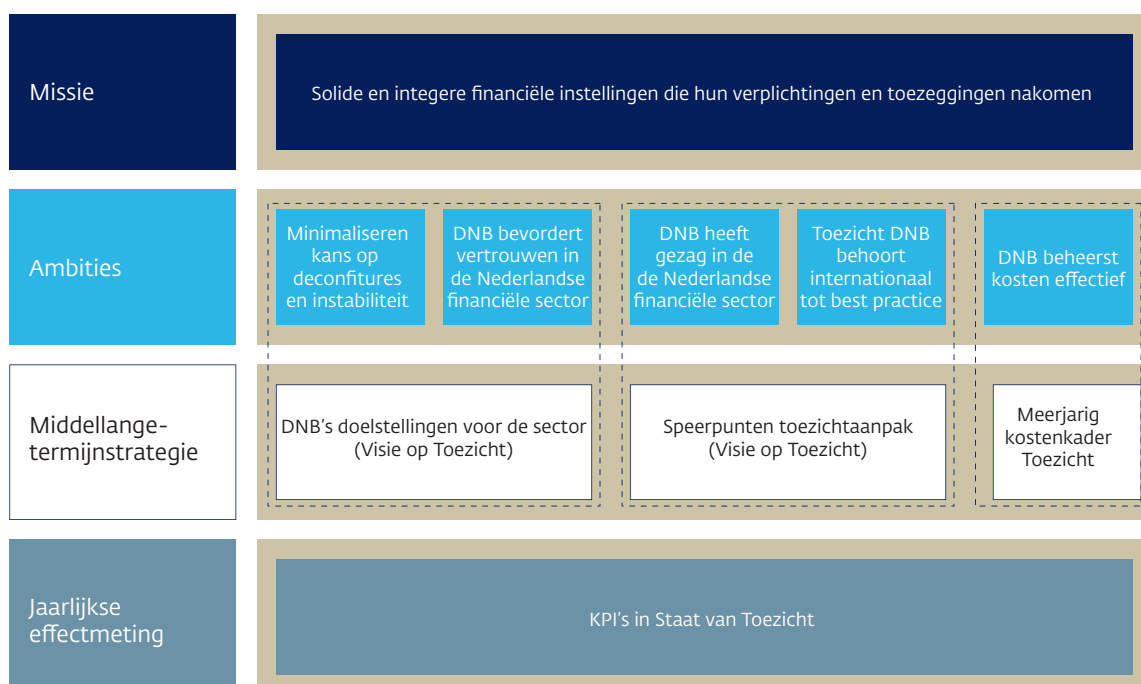 Missie
Solide en integere financiële instellingen die hun verplichtingen en toezeggingen nakomen
Ambities
Minimaliseren
kans op
deconfitures
en instabiliteit
DNB bevordert
vertrouwen in
de Nederlandse
financiële sector
DNB heeft
gezag in de
de Nederlandse
financiële sector
Toezicht DNB
behoort
internationaal
tot best practice
DNB beheerst
kosten effectief
Middellange-
termijnstrategie
DNB's doelstellingen voor de sector
(Visie op Toezicht)
Speerpunten toezichtaanpak
(Visie op Toezicht)
Meerjarig
kostenkader
Toezicht
Jaarlijkse
effectmeting
KPI's in Staat van Toezicht